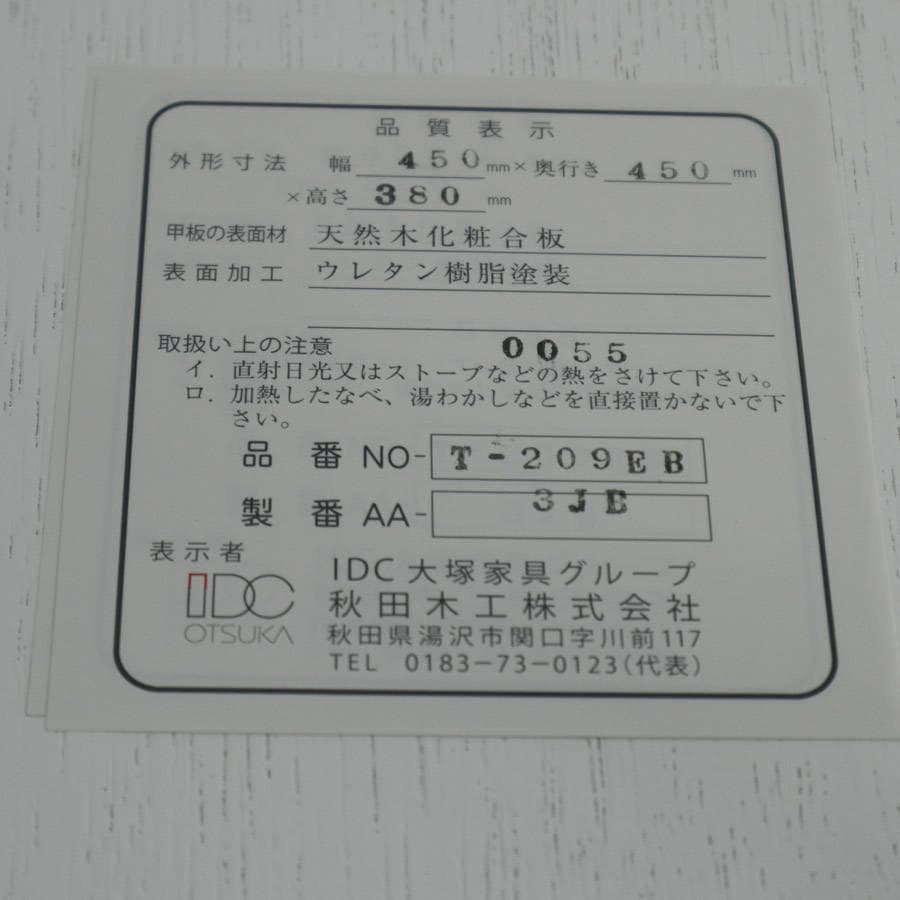 品質表示
外形寸法 幅 450 mm × 奥行き 450 mm
×高さ 380 mm
甲板の表面材 天然木化粧合板
表面加工 ウレタン樹脂塗装
取扱い上の注意 0055
イ．直射日光又はストーブなどの熱をさけて下さい。
ロ．加熱したなべ、湯わかしなどを直接置かないで下
さい。
品番 NO- T-209EB
製番 AA- 3JE
表示者
IDC
OTSUKA
IDC 大塚家具グループ
秋田木工株式会社
秋田県湯沢市関口字川前117
TEL 0183-73-0123(代表)